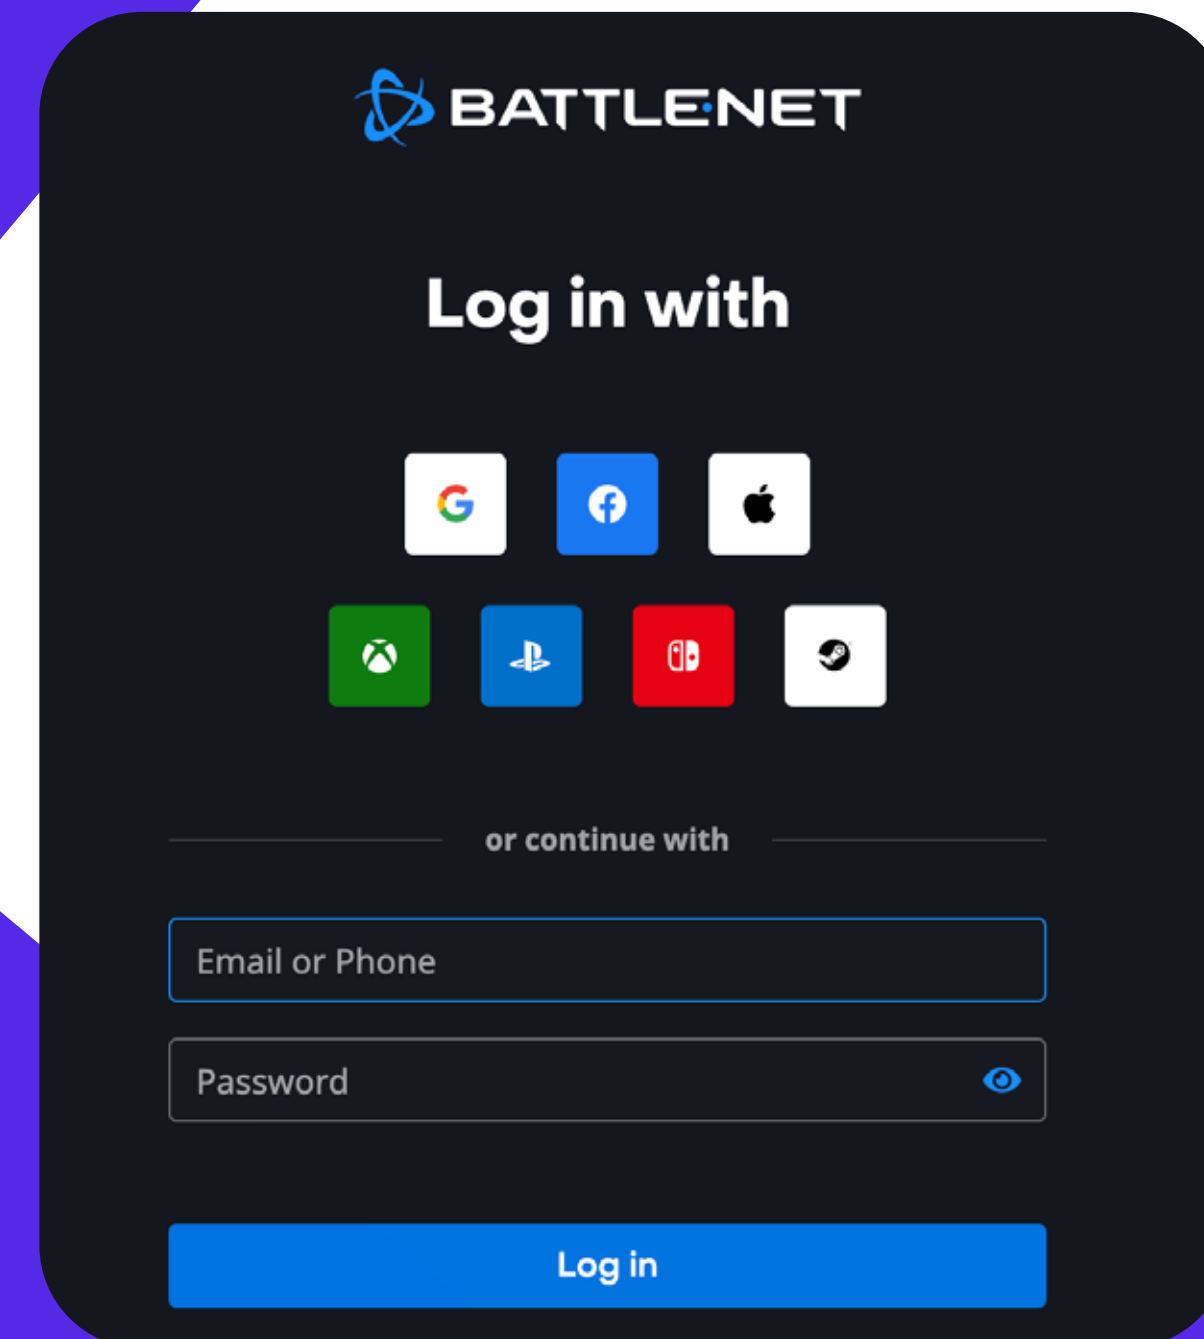 BATTLE.NET
Log in with
or continue with
Email or Phone
Password
Log in